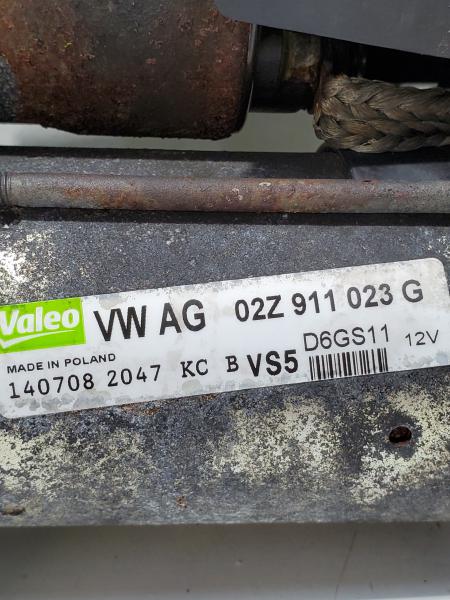 Valeo VW AG 02Z 911 023 G
MADE IN POLAND D6GS11 12V
140708 2047 KC B VS5